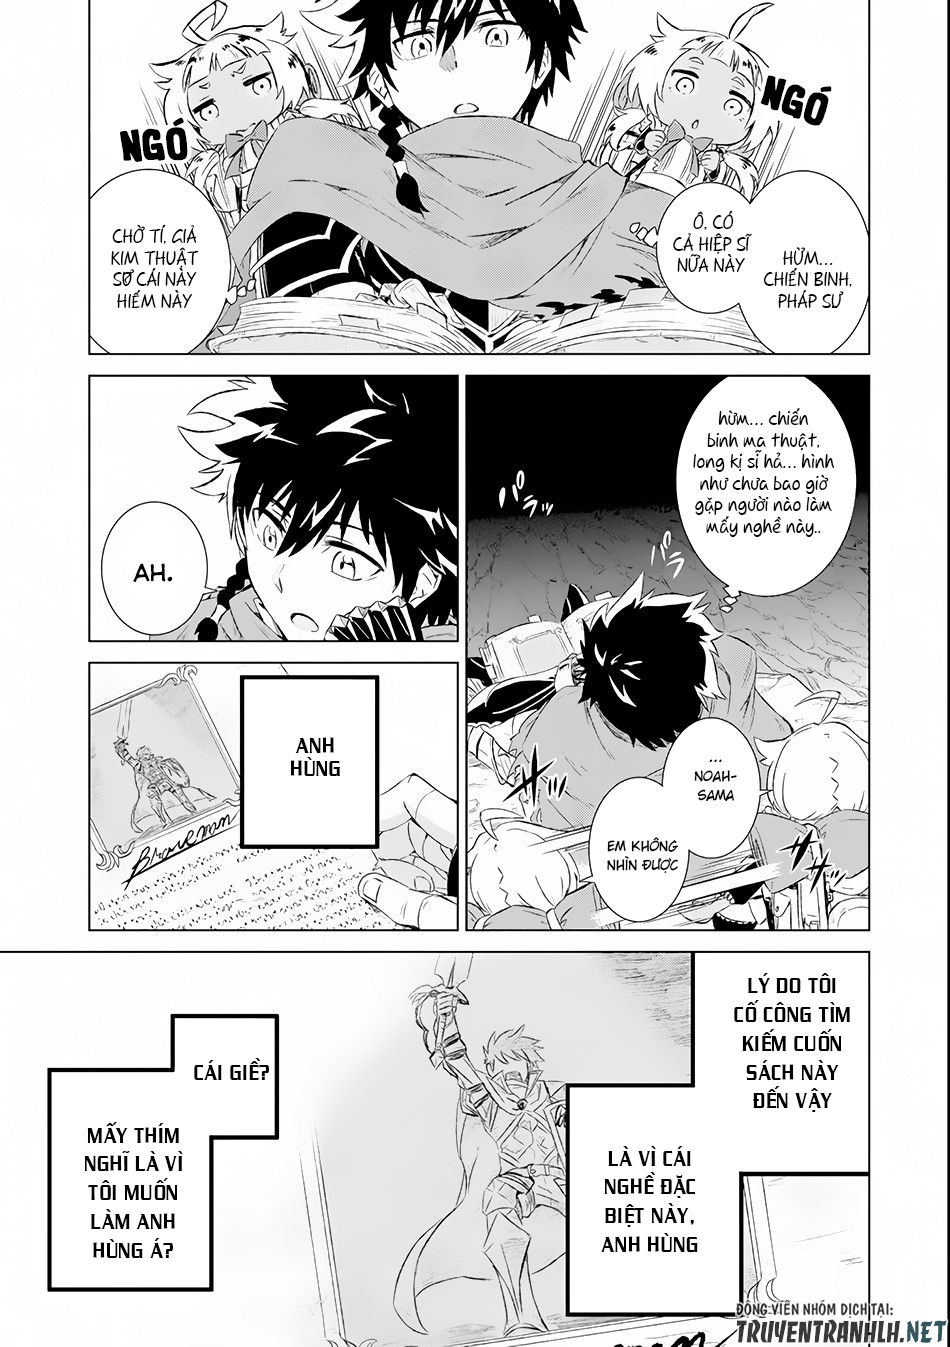 NGÓ
NGÓ
HỪM...
CHIẾN BINH,
PHÁP SƯ
Ô, CÓ
CẢ HIỆP SĨ
NỮA NÀY
CHỜ TÍ, GIẢ
KIM THUẬT
SƯ CÁI NÀY
HIẾM NÀY
hừm... chiến
binh ma thuật,
long kị sĩ hả... hình
như chưa bao giờ
gặp người nào làm
mấy nghề này..
...
NOAH-
SAMA
EM KHÔNG
NHÌN ĐƯỢC
AH.
ANH
HÙNG
Braveman
LÝ DO TÔI
CỐ CÔNG TÌM
KIẾM CUỐN
SÁCH NÀY
ĐẾN VẬY
LÀ VÌ CÁI
NGHỀ ĐẶC
BIỆT NÀY,
ANH HÙNG
CÁI GIỀ?
MẤY THÍM
NGHĨ LÀ VÌ
TÔI MUỐN
LÀM ANH
HÙNG Á?
ĐỘNG VIÊN NHÓM DỊCH TẠI:
TRUYENTRANHLH.NET